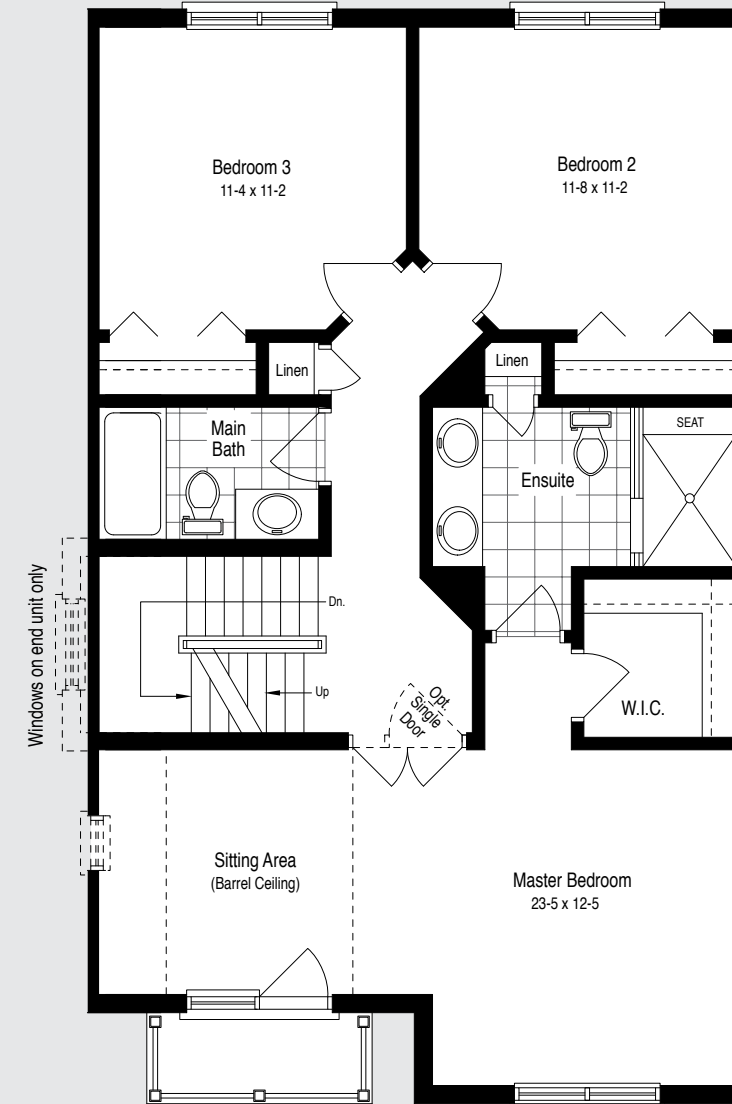 Bedroom 3
11-4 x 11-2
Bedroom 2
11-8 x 11-2
Linen
Linen
Main
Bath
SEAT
Ensuite
Windows on end unit only
Dn.
Up
Opt.
Single
Door
W.I.C.
Sitting Area
(Barrel Ceiling)
Master Bedroom
23-5 x 12-5